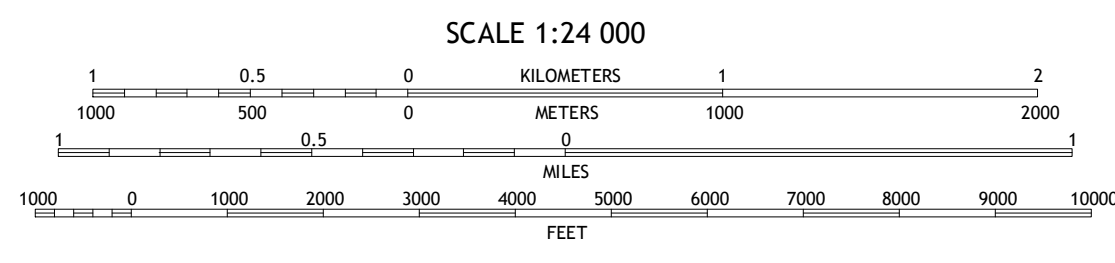 SCALE 1:24 000
1 0.5 0 KILOMETERS 1 2
1000 500 0 METERS 1000 2000
1 0.5 0 1
MILES
1000 0 1000 2000 3000 4000 5000 6000 7000 8000 9000 10000
FEET